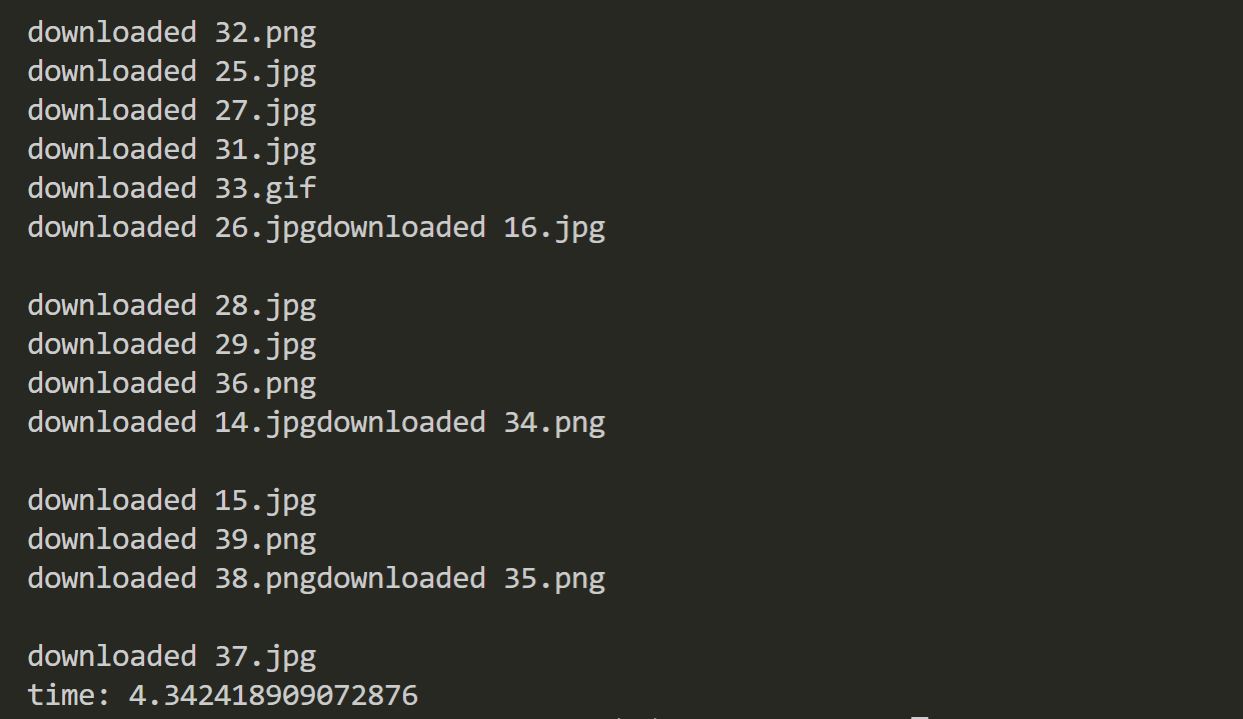 downloaded 32.png
downloaded 25.jpg
downloaded 27.jpg
downloaded 31.jpg
downloaded 33.gif
downloaded 26.jpgdownloaded 16.jpg

downloaded 28.jpg
downloaded 29.jpg
downloaded 36.png
downloaded 14.jpgdownloaded 34.png

downloaded 15.jpg
downloaded 39.png
downloaded 38.pngdownloaded 35.png

downloaded 37.jpg
time: 4.342418909072876